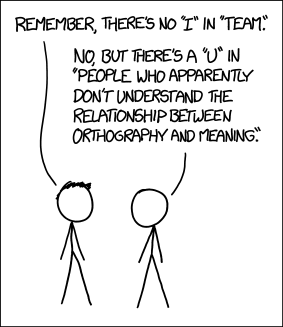 REMEMBER, THERE'S NO "I" IN "TEAM."
NO, BUT THERE'S A "U" IN
"PEOPLE WHO APPARENTLY
DON'T UNDERSTAND THE
RELATIONSHIP BETWEEN
ORTHOGRAPHY AND MEANING."